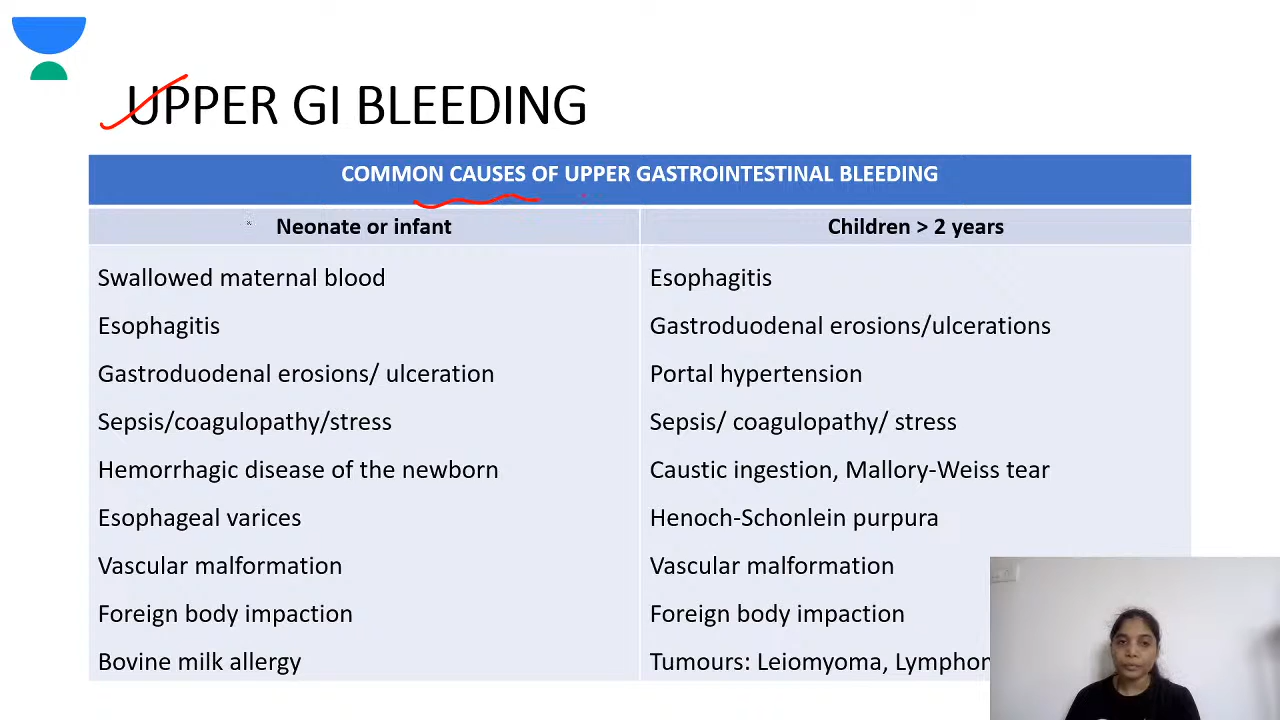 UPPER GI BLEEDING
COMMON CAUSES OF UPPER GASTROINTESTINAL BLEEDING
Neonate or infant
Children > 2 years
Swallowed maternal blood
Esophagitis
Esophagitis
Gastroduodenal erosions/ulcerations
Gastroduodenal erosions/ ulceration
Portal hypertension
Sepsis/coagulopathy/stress
Sepsis/ coagulopathy/ stress
Hemorrhagic disease of the newborn
Caustic ingestion, Mallory-Weiss tear
Esophageal varices
Henoch-Schonlein purpura
Vascular malformation
Vascular malformation
Foreign body impaction
Foreign body impaction
Bovine milk allergy
Tumours: Leiomyoma,